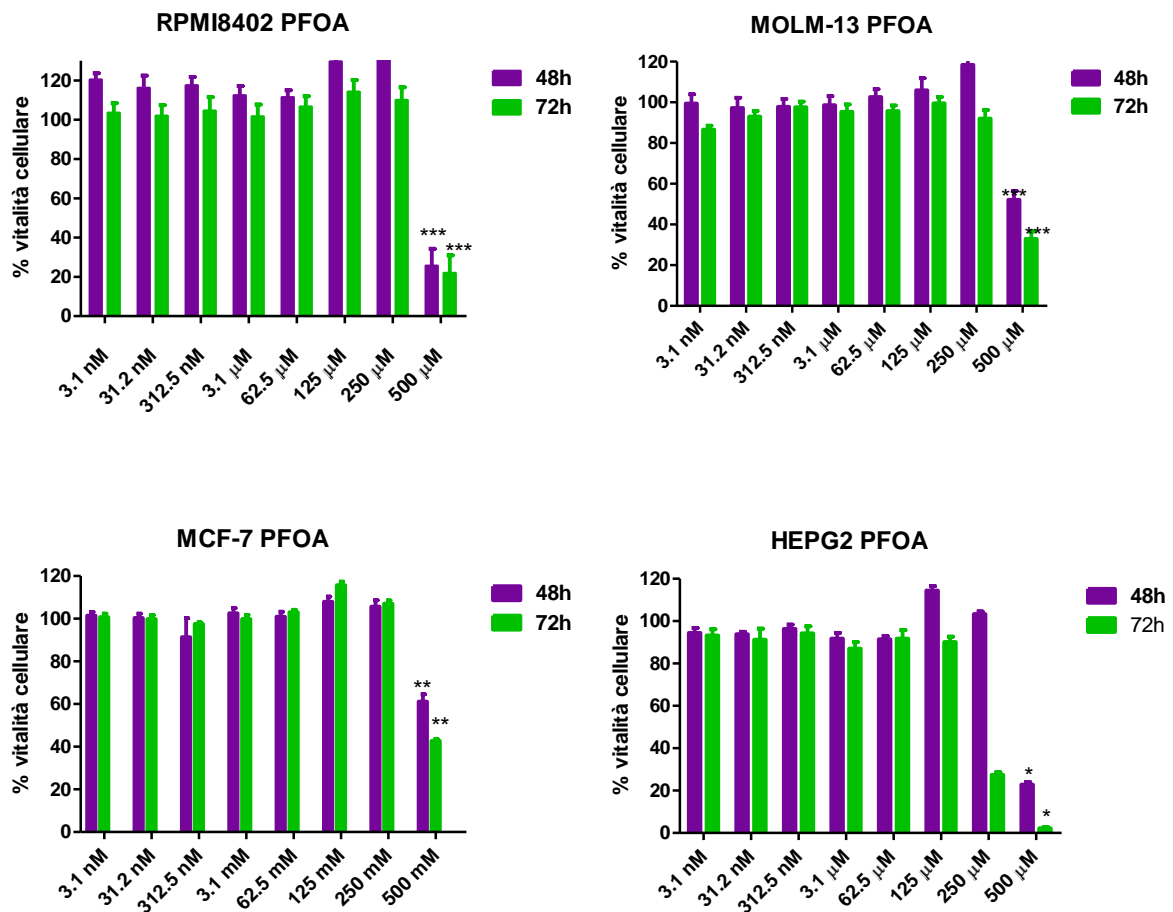 RPMI8402 PFOA
% vitalità cellulare
120
100
80
60
40
20
0
*** ***
3.1 nM 31.2 nM 312.5 nM 3.1 μM 62.5 μM 125 μM 250 μM 500 μM
48h
72h
MOLM-13 PFOA
% vitalità cellulare
120
100
80
60
40
20
0
*** ***
3.1 nM 31.2 nM 312.5 nM 3.1 μM 62.5 μM 125 μM 250 μM 500 μM
48h
72h
MCF-7 PFOA
% vitalità cellulare
120
100
80
60
40
20
0
** **
3.1 nM 31.2 nM 312.5 nM 3.1 mM 62.5 mM 125 mM 250 mM 500 mM
48h
72h
HEPG2 PFOA
% vitalità cellulare
120
100
80
60
40
20
0
* *
3.1 nM 31.2 nM 312.5 nM 3.1 μM 62.5 μM 125 μM 250 μM 500 μM
48h
72h